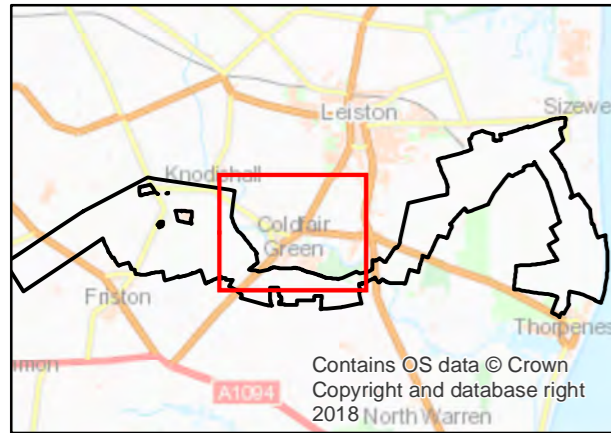 Leiston
Sizewe
Knodishall
Coldfair
Green
Friston
Thorpenes
Contains OS data © Crown
Copyright and database right
2018
A1094
North Warren